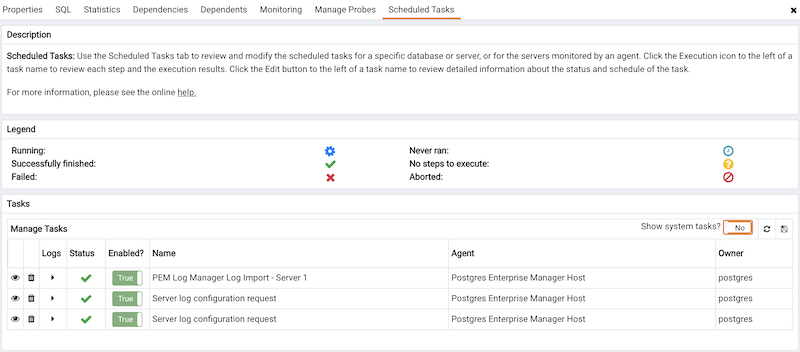 Properties SQL Statistics Dependencies Dependents Monitoring Manage Probes Scheduled Tasks
Description
Scheduled Tasks: Use the Scheduled Tasks tab to review and modify the scheduled tasks for a specific database or server, or for the servers monitored by an agent. Click the Execution icon to the left of a
task name to review each step and the execution results. Click the Edit button to the left of a task name to review detailed information about the status and schedule of the task.
For more information, please see the online help.
Legend
Running: Never ran:
Successfully finished: No steps to execute:
Failed: Aborted:
Tasks
Manage Tasks Show system tasks? No
Logs Status Enabled? Name Agent Owner
True PEM Log Manager Log Import - Server 1 Postgres Enterprise Manager Host postgres
True Server log configuration request Postgres Enterprise Manager Host postgres
True Server log configuration request Postgres Enterprise Manager Host postgres